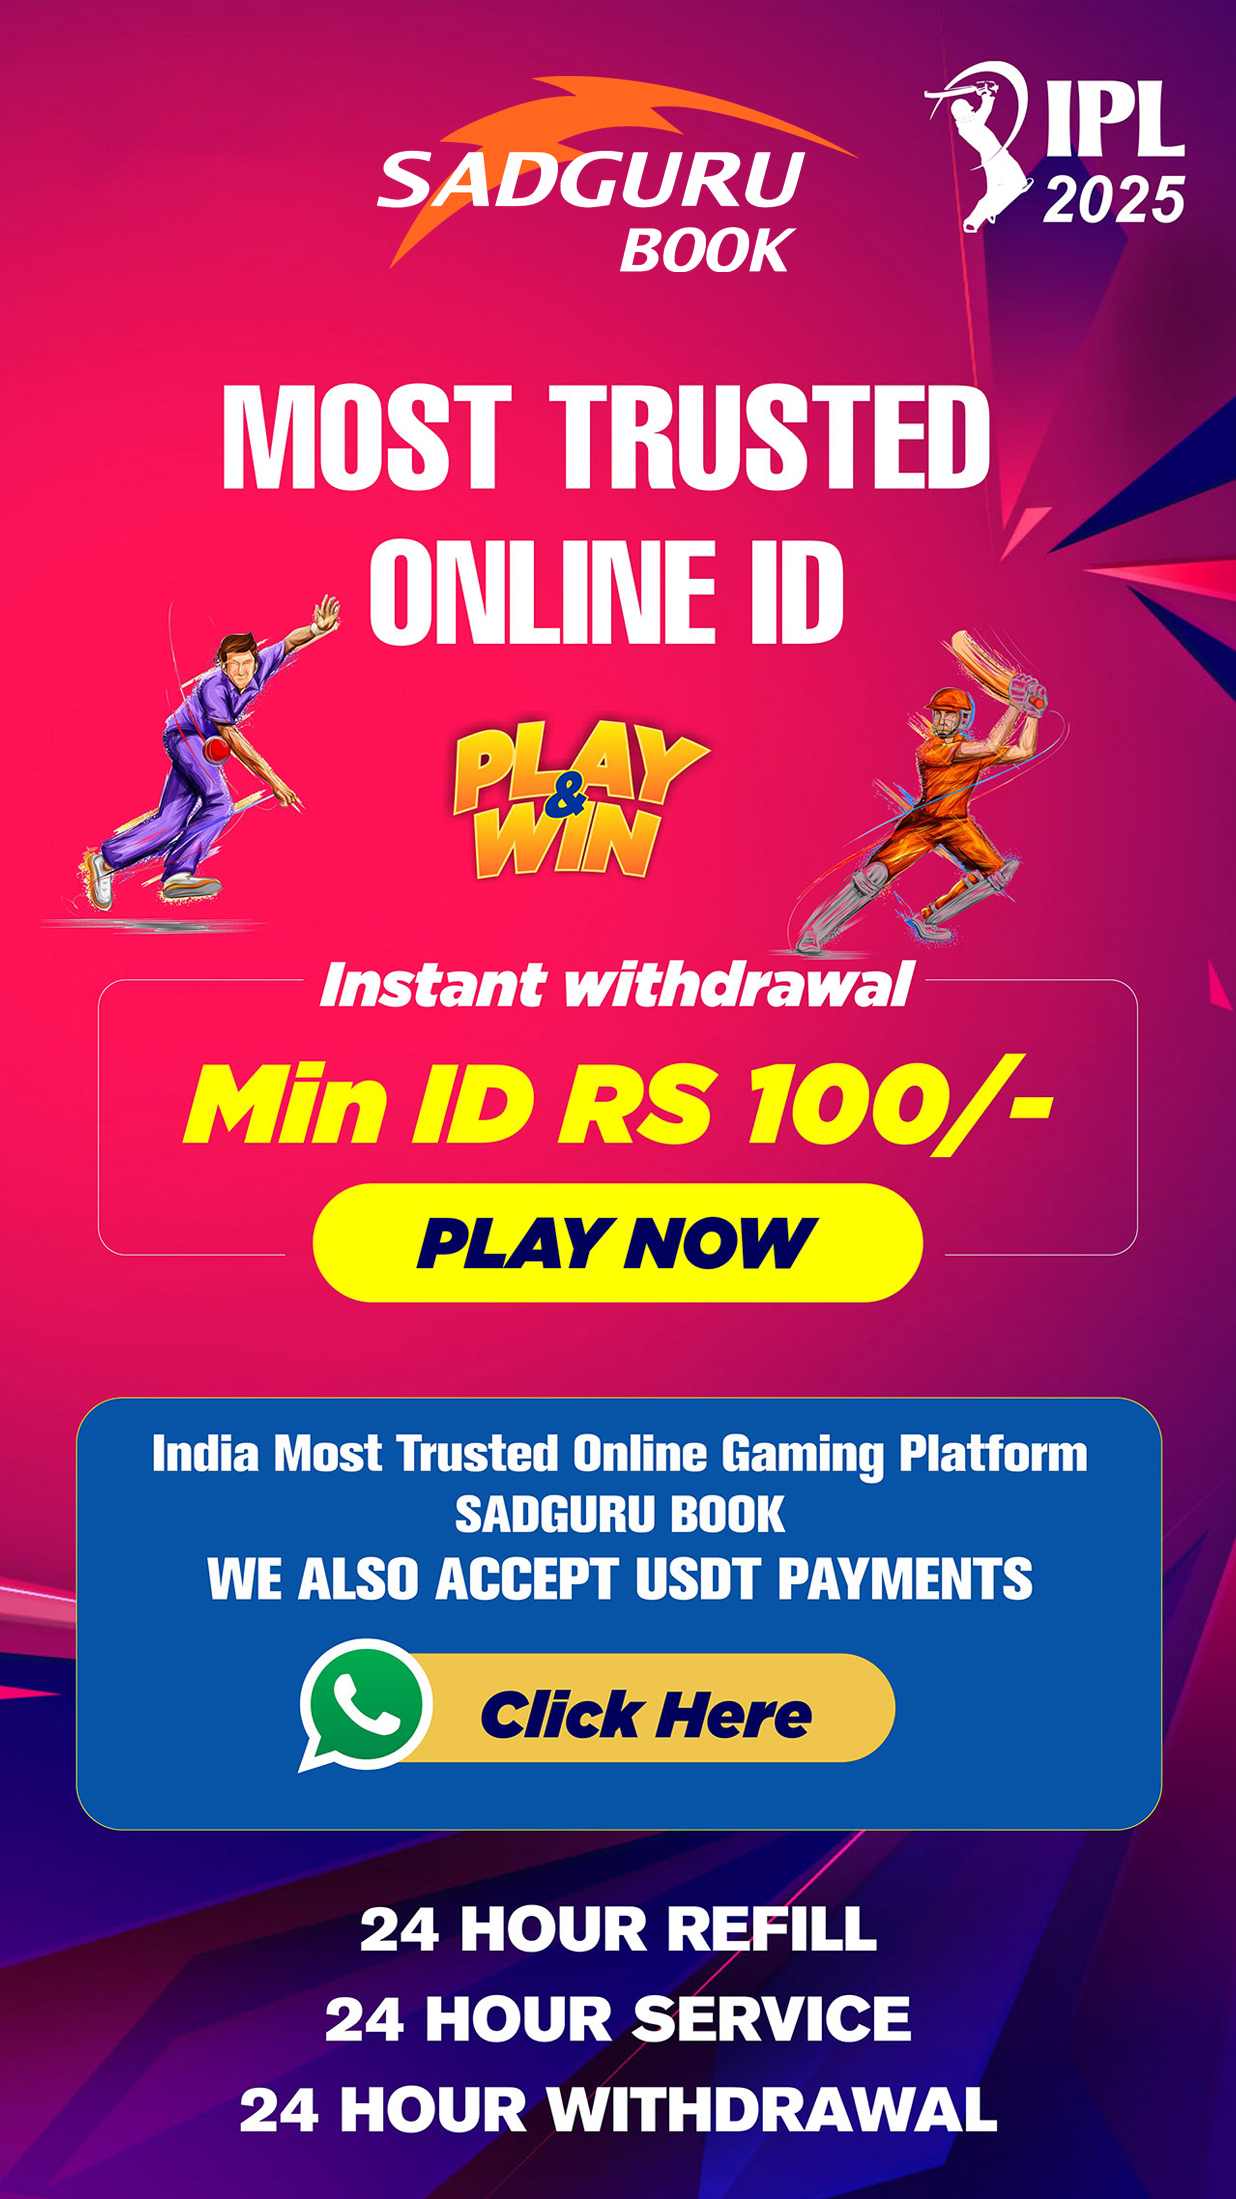 SADGURU
BOOK
IPL
2025
MOST TRUSTED
ONLINE ID
PLAY
&
WIN
Instant withdrawal
Min ID RS 100/-
PLAY NOW
India Most Trusted Online Gaming Platform
SADGURU BOOK
WE ALSO ACCEPT USDT PAYMENTS
Click Here
24 HOUR REFILL
24 HOUR SERVICE
24 HOUR WITHDRAWAL